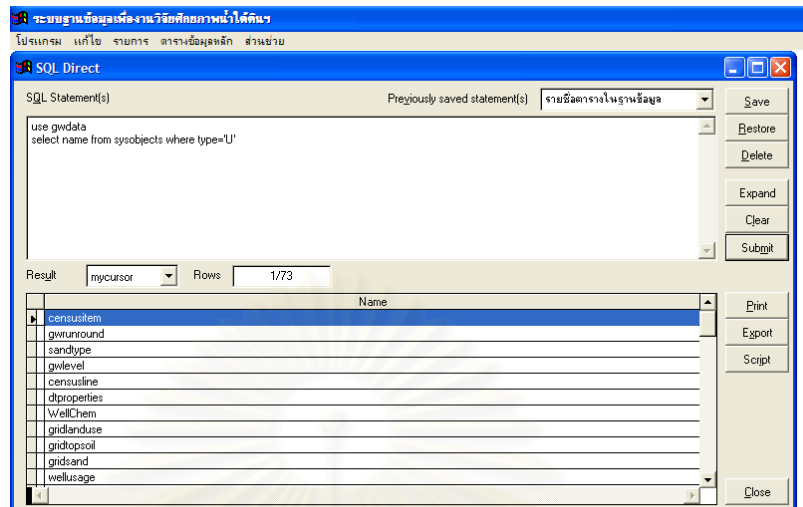 ระบบฐานข้อมูลเพื่องานวิจัยศักยภาพน้ำใต้ดินฯ
โปรแกรม แก้ไข รายการ ตารางข้อมูลหลัก ส่วนช่วย
SQL Direct
SQL Statement(s) Previously saved statement(s) รายชื่อตารางในฐานข้อมูล Save
use gwdata
select name from sysobjects where type='U'
Restore
Delete
Expand
Clear
Submit
Result mycursor Rows 1/73
Name
Print
censusitem
gwrunround
Export
sandtype
gwlevel
Script
censusline
dtproperties
WellChem
gridlanduse
gridtopsoil
gridsand
wellusage
Close